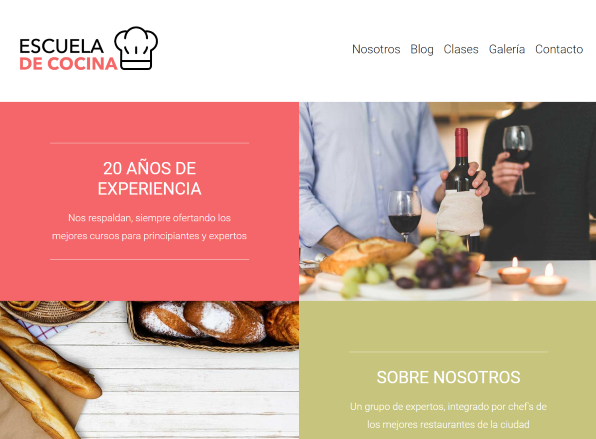 ESCUELA
DE COCINA
Nosotros Blog Clases Galería Contacto
20 AÑOS DE
EXPERIENCIA
Nos respaldan, siempre ofertando los
mejores cursos para principiantes y expertos
SOBRE NOSOTROS
Un grupo de expertos, integrado por chef's de
los mejores restaurantes de la ciudad